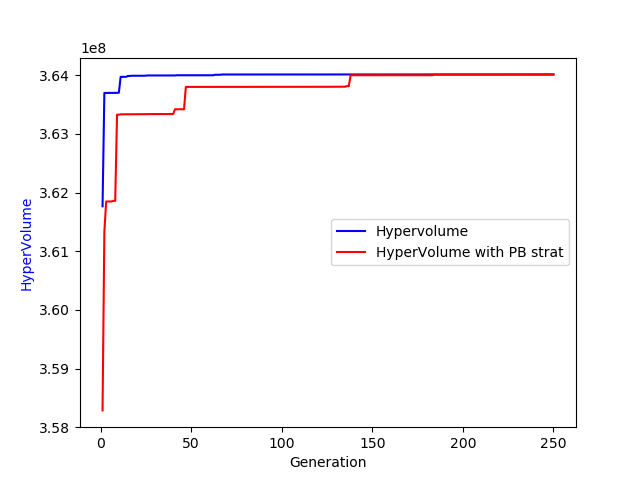 1e8
3.64
3.63
3.62
3.61
3.60
3.59
3.58
HyperVolume
Hypervolume
HyperVolume with PB strat
0 50 100 150 200 250
Generation